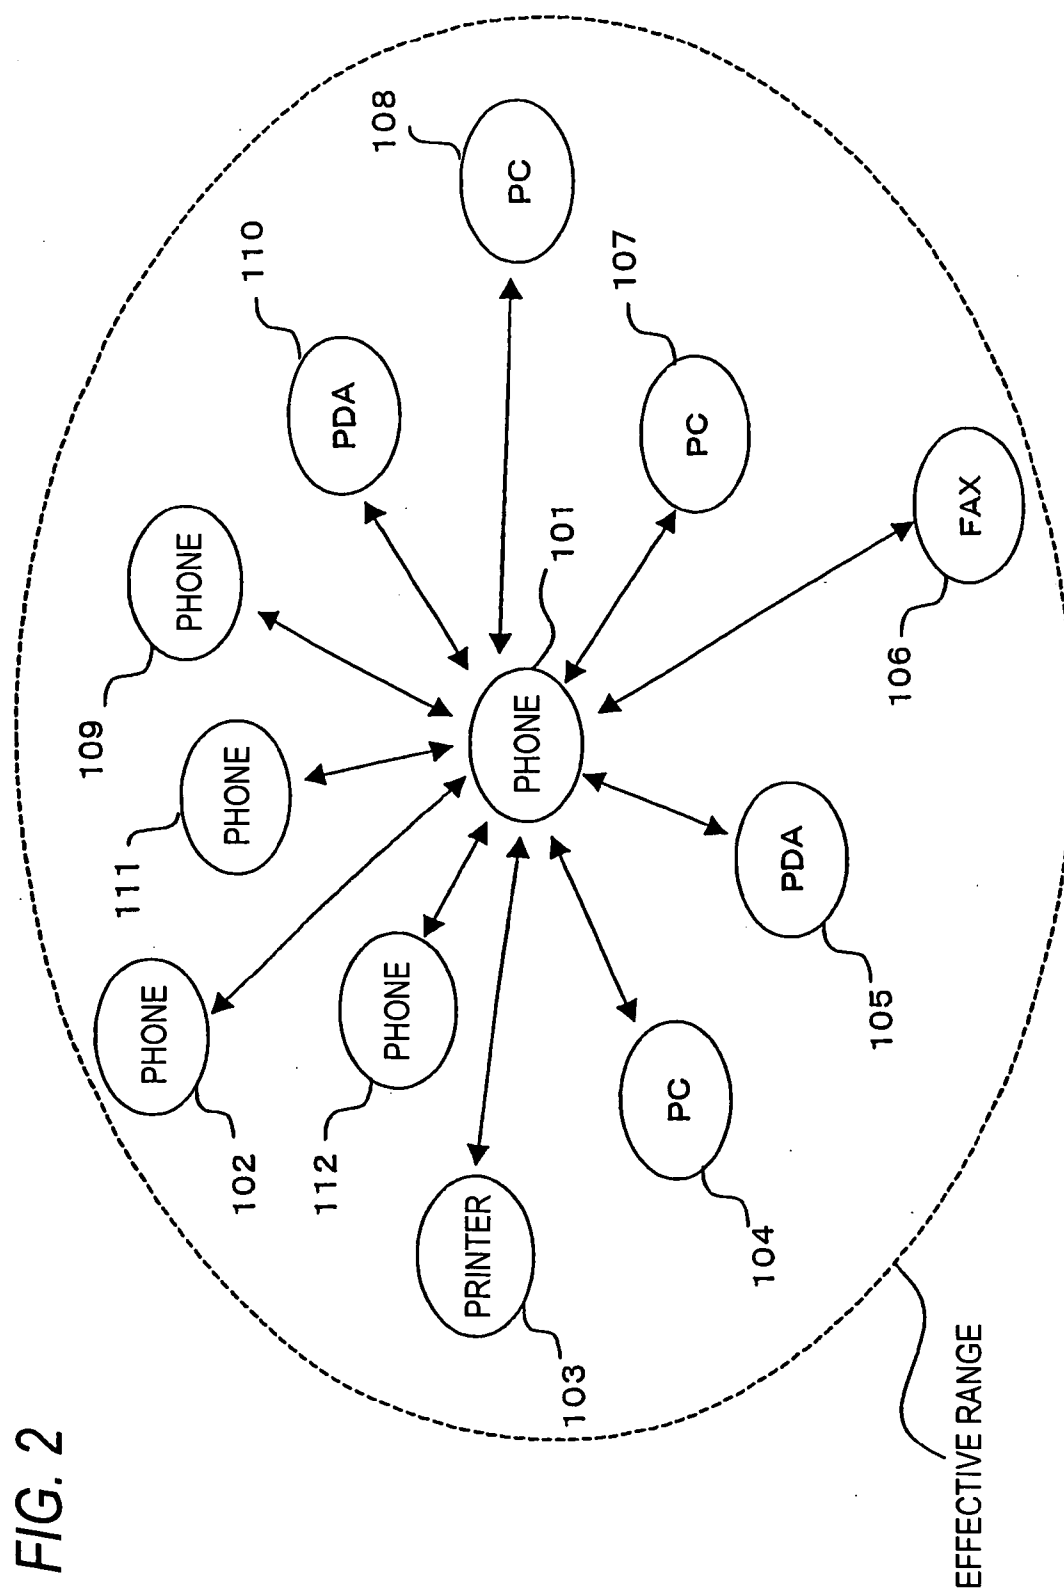 FIG. 2
PHONE
102
PHONE
111
PHONE
109
PDA
110
PC
108
PHONE
112
PRINTER
103
PHONE
101
PC
107
PC
104
PDA
105
FAX
106
EFFECTIVE RANGE